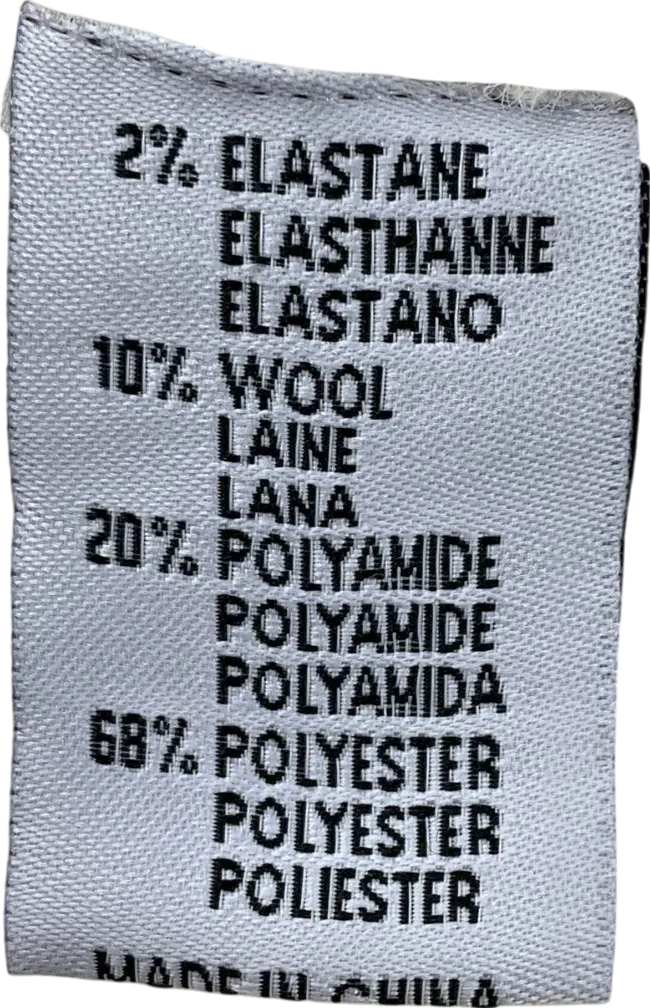 2% ELASTANE
ELASTHANNE
ELASTANO
10% WOOL
LAINE
LANA
20% POLYAMIDE
POLYAMIDE
POLYAMIDA
68% POLYESTER
POLYESTER
POLIESTER
MADE IN CHINA